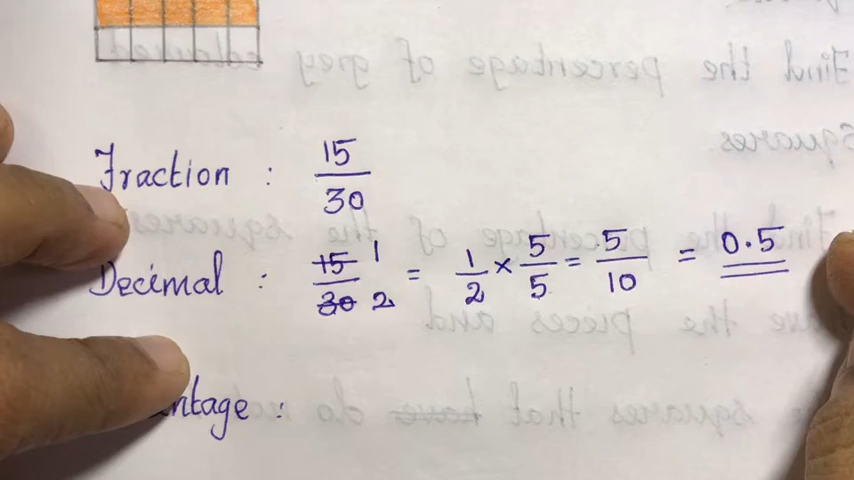 Fraction : 15/30
Decimal : 15/30 1/2 = 1/2 × 5/5 = 5/10 = 0.5
ntage :